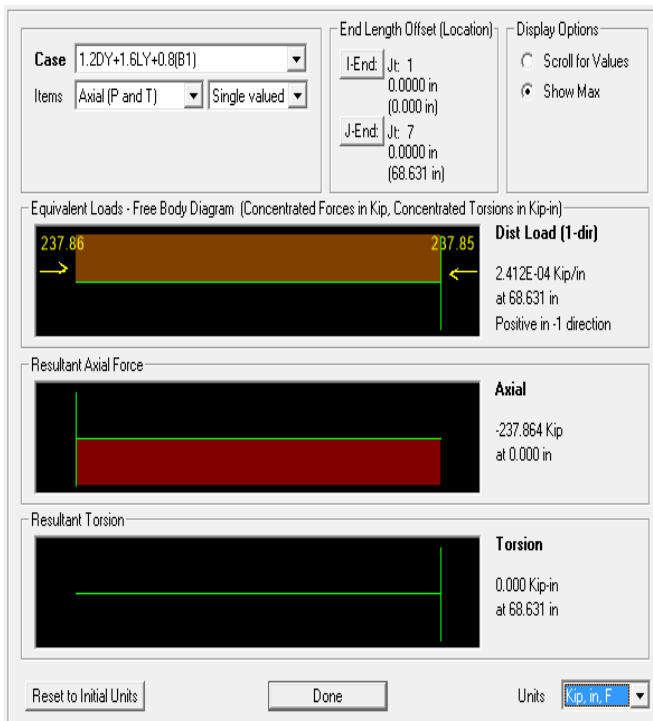 Case 1.2DY+1.6LY+0.8(B1)
Items Axial (P and T) Single valued
End Length Offset (Location)
I-End: Jt: 1
0.0000 in
(0.000 in)
J-End: Jt: 7
0.0000 in
(68.631 in)
Display Options
Scroll for Values
Show Max
Equivalent Loads - Free Body Diagram (Concentrated Forces in Kip, Concentrated Torsions in Kip-in)
237.86 237.85
Dist Load (1-dir)
2.412E-04 Kip/in
at 68.631 in
Positive in -1 direction
Resultant Axial Force
Axial
-237.864 Kip
at 0.000 in
Resultant Torsion
Torsion
0.000 Kip-in
at 68.631 in
Reset to Initial Units Done Units Kip, in, F